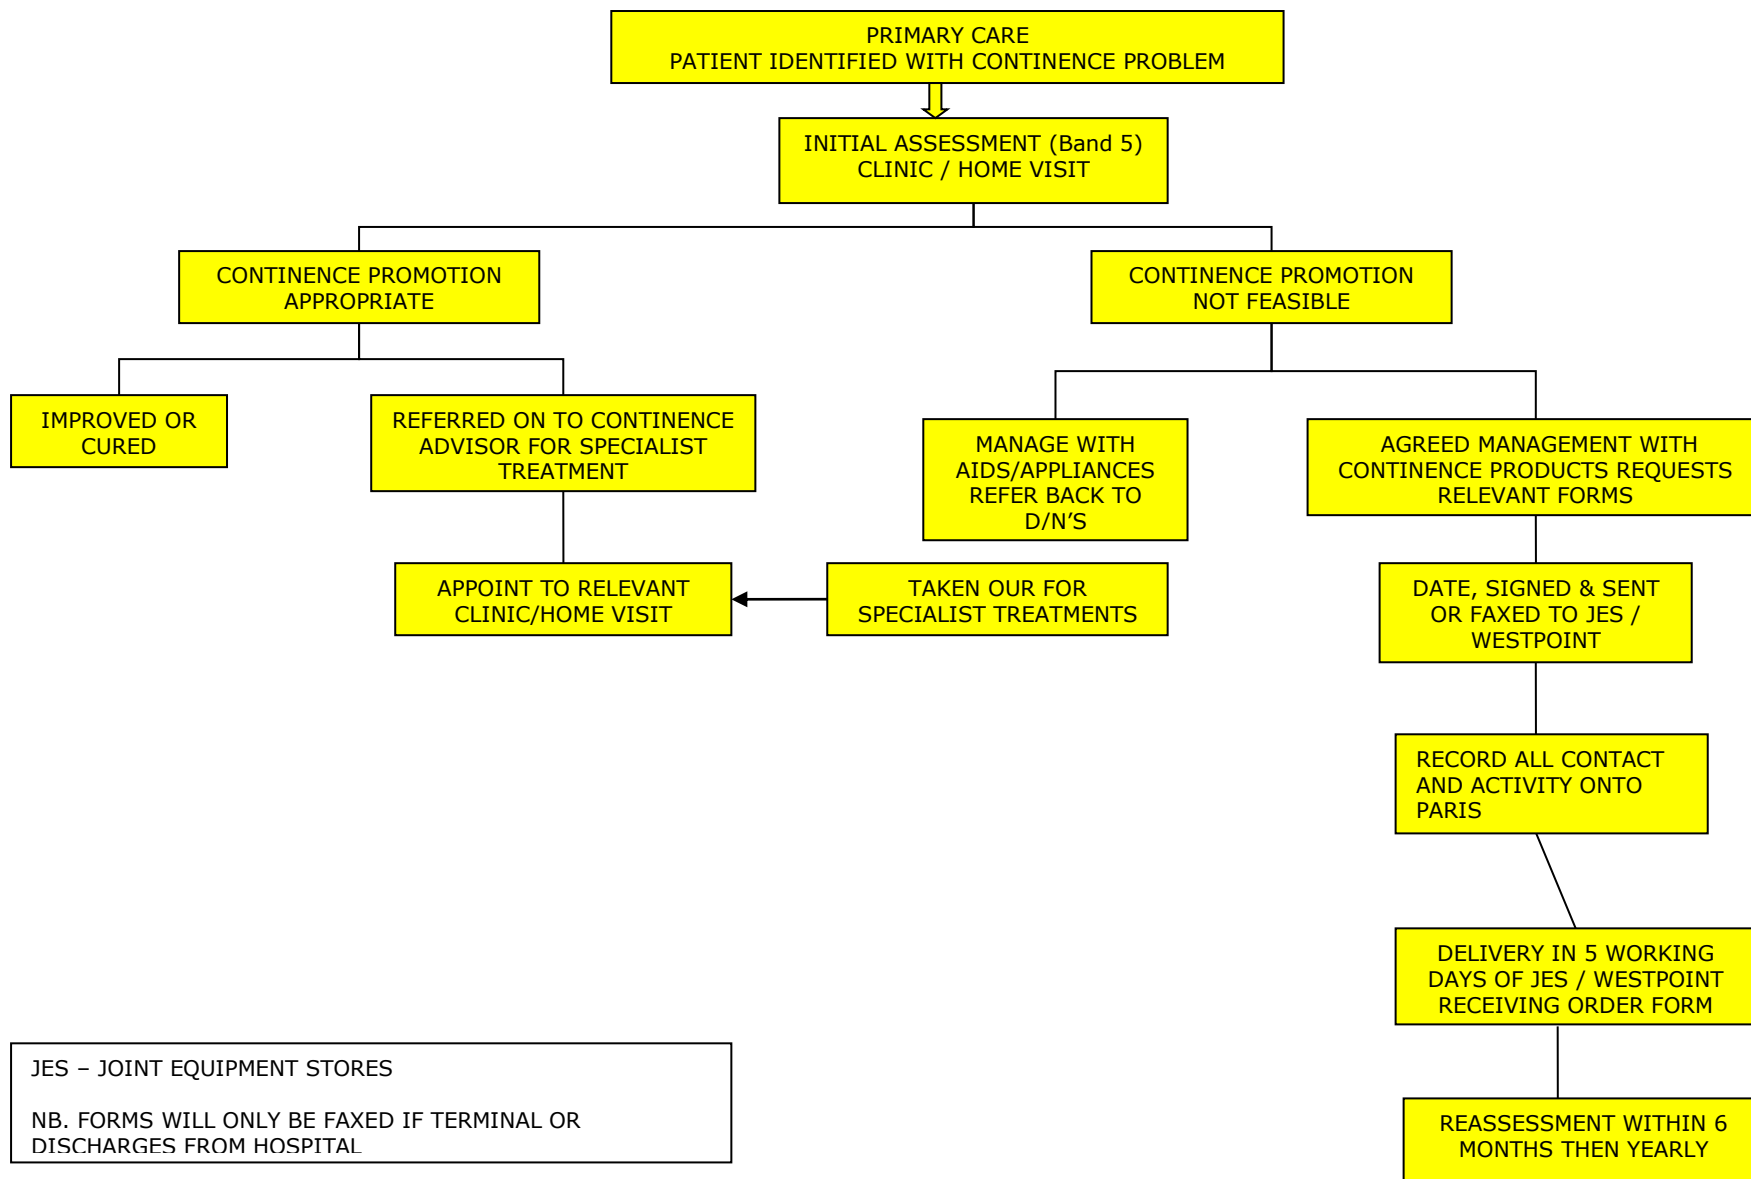 PRIMARY CARE
PATIENT IDENTIFIED WITH CONTINENCE PROBLEM
INITIAL ASSESSMENT (Band 5)
CLINIC / HOME VISIT
CONTINENCE PROMOTION
APPROPRIATE
CONTINENCE PROMOTION
NOT FEASIBLE
IMPROVED OR
CURED
REFERRED ON TO CONTINENCE
ADVISOR FOR SPECIALIST
TREATMENT
MANAGE WITH
AIDS/APPLIANCES
REFER BACK TO
D/N’S
AGREED MANAGEMENT WITH
CONTINENCE PRODUCTS REQUESTS
RELEVANT FORMS
APPOINT TO RELEVANT
CLINIC/HOME VISIT
TAKEN OUR FOR
SPECIALIST TREATMENTS
DATE, SIGNED & SENT
OR FAXED TO JES /
WESTPOINT
RECORD ALL CONTACT
AND ACTIVITY ONTO
PARIS
DELIVERY IN 5 WORKING
DAYS OF JES / WESTPOINT
RECEIVING ORDER FORM
JES – JOINT EQUIPMENT STORES
NB. FORMS WILL ONLY BE FAXED IF TERMINAL OR
DISCHARGES FROM HOSPITAL
REASSESSMENT WITHIN 6
MONTHS THEN YEARLY